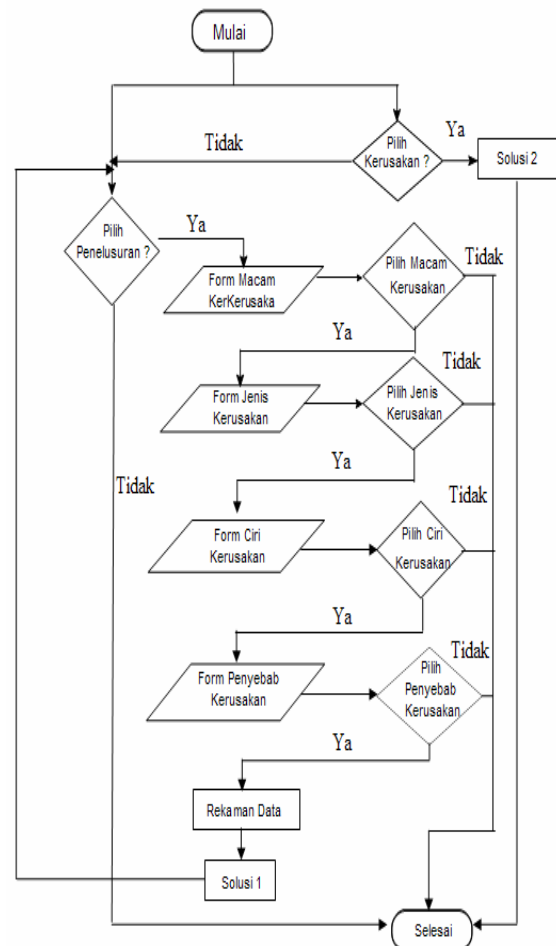 Mulai
Tidak
Pilih
Kerusakan ?
Ya
Solusi 2
Pilih
Penelusuran ?
Ya
Form Macam
KerKerusaka
Pilih Macam
Kerusakan
Tidak
Ya
Form Jenis
Kerusakan
Pilih Jenis
Kerusakan
Tidak
Ya
Tidak
Form Ciri
Kerusakan
Pilih Ciri
Kerusakan
Tidak
Ya
Form Penyebab
Kerusakan
Pilih
Penyebab
Kerusakan
Tidak
Ya
Rekaman Data
Solusi 1
Selesai